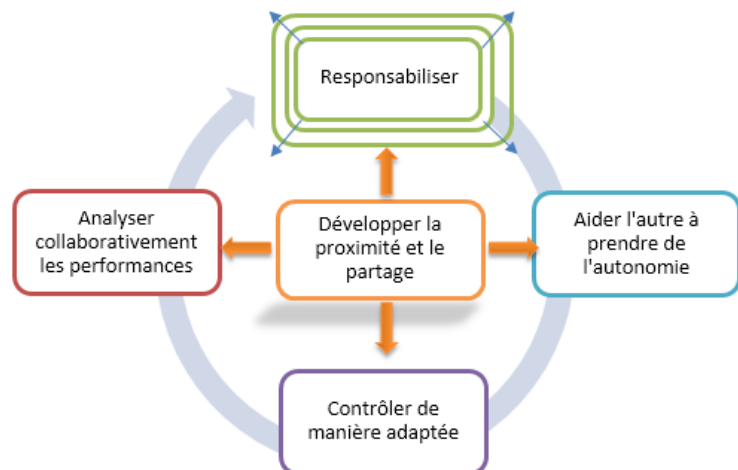 Responsabiliser
Analyser
collaborativement
les performances
Développer la
proximité et le
partage
Aider l'autre à
prendre de
l'autonomie
Contrôler de
manière adaptée